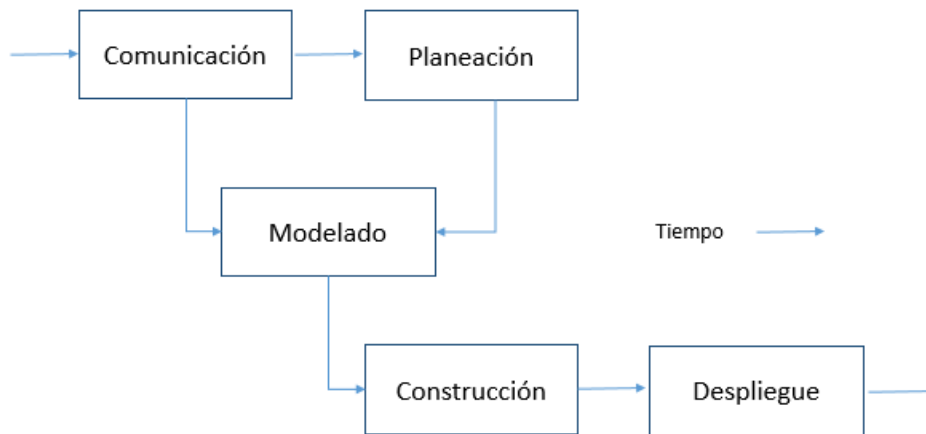 Comunicación
Planeación
Modelado
Tiempo
Construcción
Despliegue